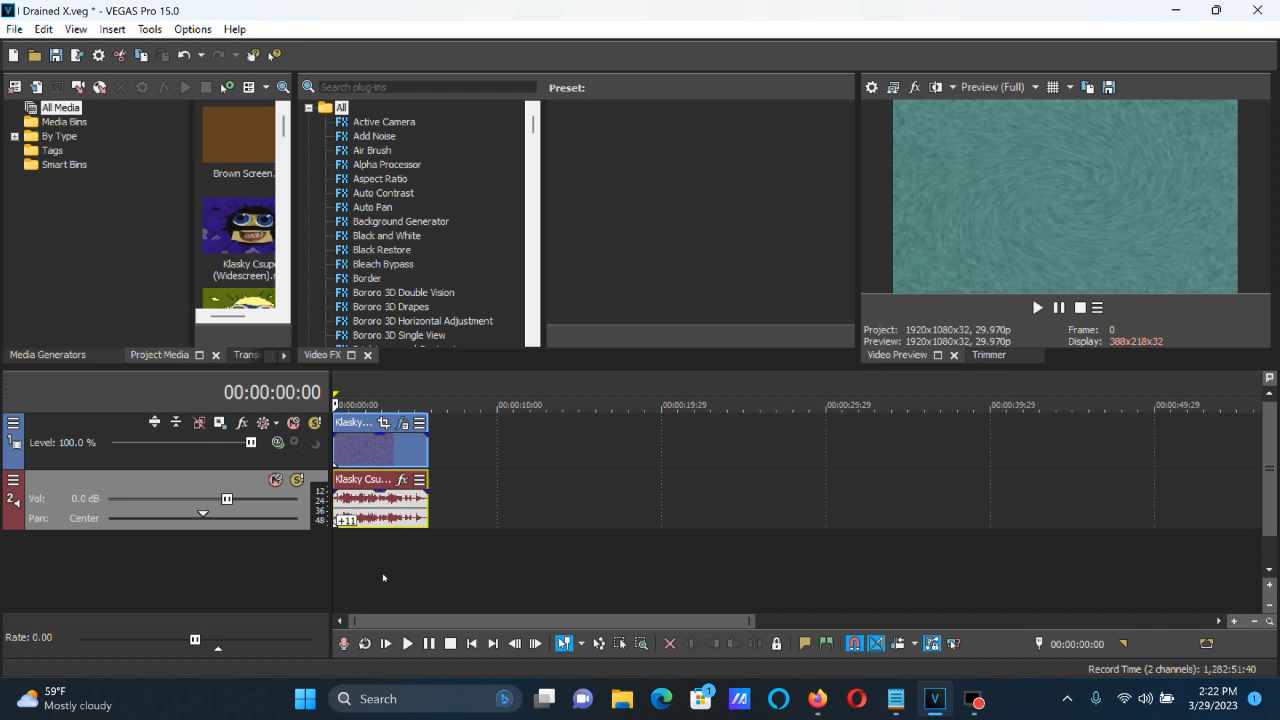 I Drained X.veg * - VEGAS Pro 15.0
File Edit View Insert Tools Options Help
Search plug-ins
Preset:
Preview (Full)
All Media
Media Bins
By Type
Tags
Smart Bins
Brown Screen.
Klasky Csupo
(Widescreen).
All
Active Camera
Add Noise
Air Brush
Alpha Processor
Aspect Ratio
Auto Contrast
Auto Pan
Background Generator
Black and White
Black Restore
Bleach Bypass
Border
Bororo 3D Double Vision
Bororo 3D Drapes
Bororo 3D Horizontal Adjustment
Bororo 3D Single View
Project: 1920x1080x32, 29.970p
Preview: 1920x1080x32, 29.970p
Frame: 0
Display: 388x218x32
Media Generators Project Media Trans Video FX Video Preview Trimmer
00:00:00:00
0:00:00:00 00:00:10:00 00:00:19:29 00:00:29:29 00:00:39:29 00:00:49:29
1
Level: 100.0 %
Klasky...
2
Vol: 0.0 dB
Pan: Center
12
24
36
48
Klasky Csu...
+11
Rate: 0.00
00:00:00:00
Record Time (2 channels): 1,282:51:40
59°F
Mostly cloudy
Search
1
2:22 PM
3/29/2023
1